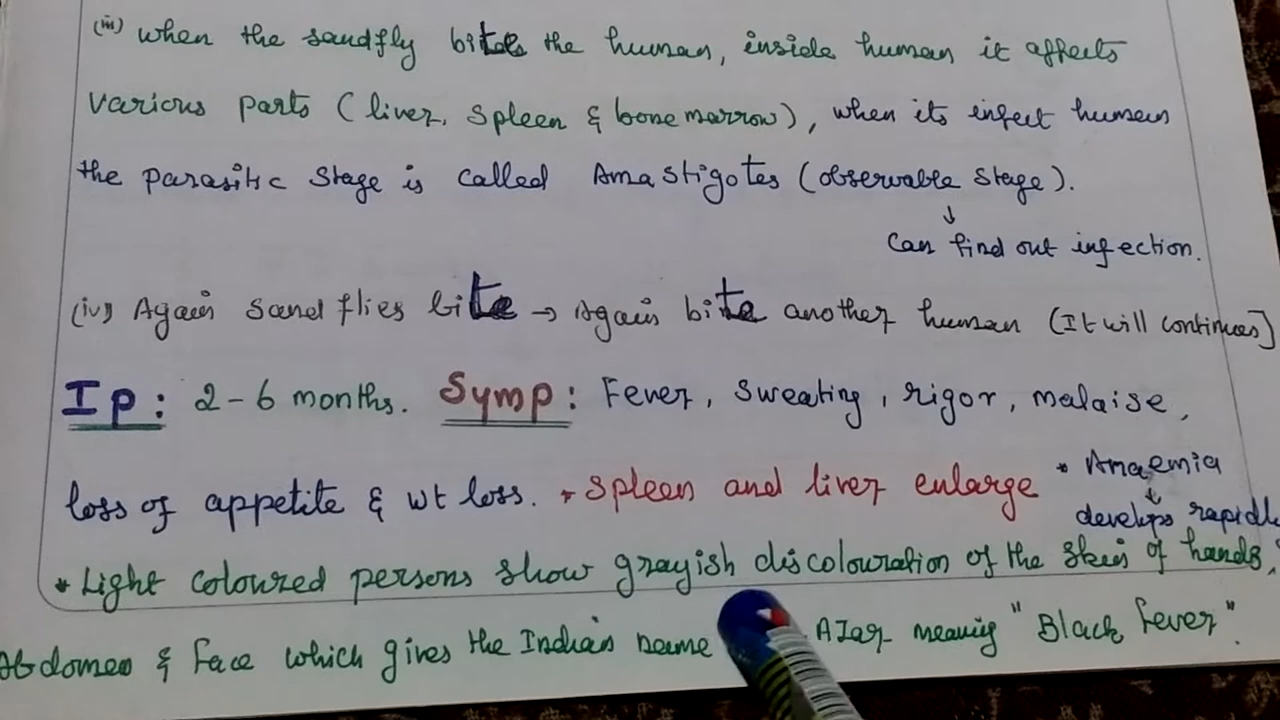 (iii) when the sandfly bites the human, inside human it affects
various parts (liver, spleen & bonemarrow), when its infect human
the parasitic stage is called Amastigotes (observable stage).
↓
Can find out infection.
(iv) Again sand flies bite → Again bite another human (It will continues]
Ip: 2-6 months. Symp: Fever, sweating, rigor, malaise,
loss of appetite & wt loss. * spleen and liver enlarge * Anaemia
↓
develops rapidl
* Light coloured persons show grayish discolouration of the skin of hands,
Abdomen & Face which gives the Indian name AZar meaning "Black fever".